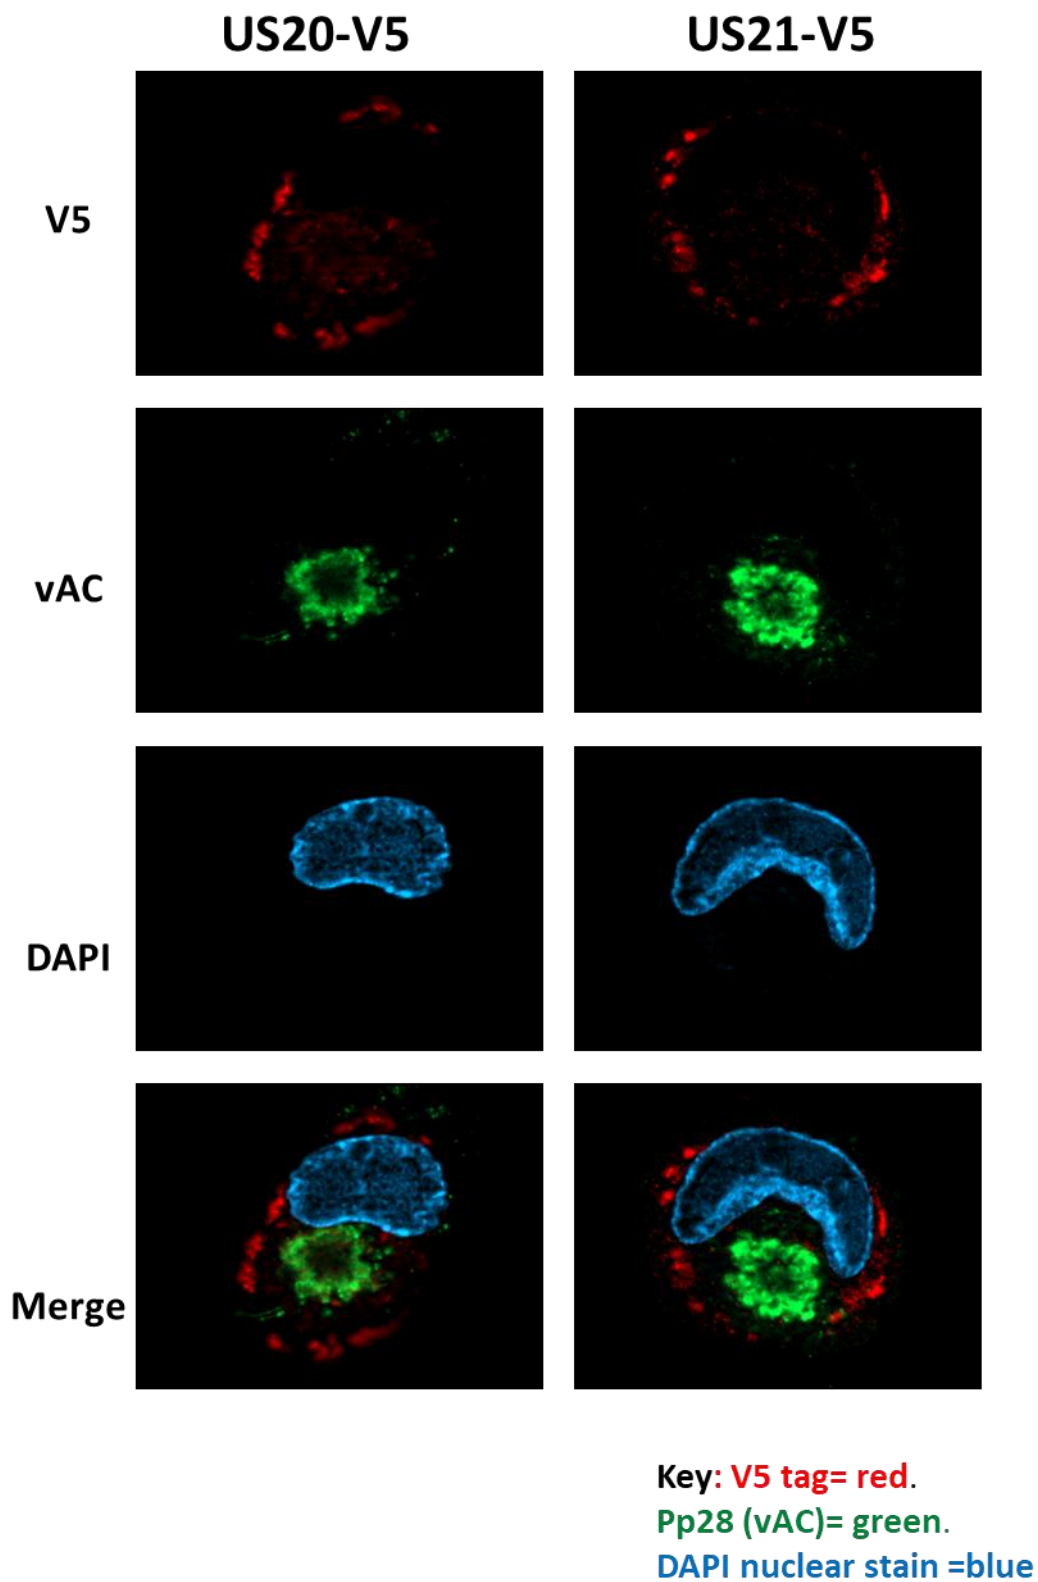 US20-V5 US21-V5
V5
vAC
DAPI
Merge
Key: V5 tag= red.
Pp28 (vAC)= green.
DAPI nuclear stain =blue